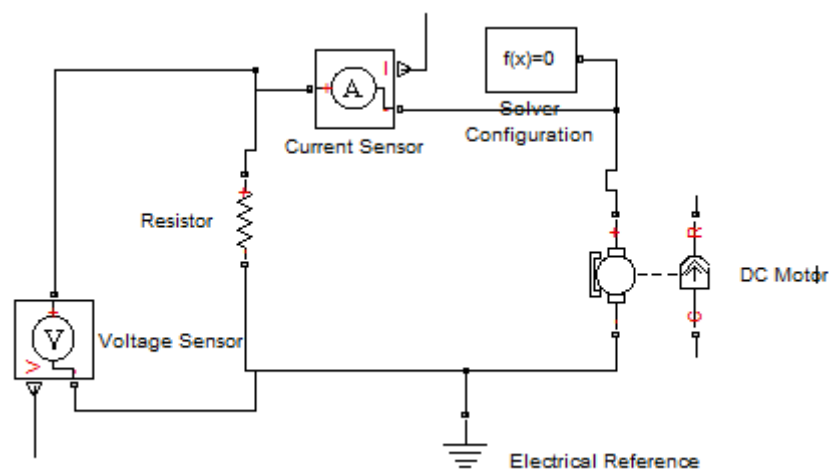 f(x)=0
I
+
A
-
Solver
Configuration
Current Sensor
+
Resistor
-
+
R
DC Motor
C
-
+
V
V
-
Voltage Sensor
Electrical Reference